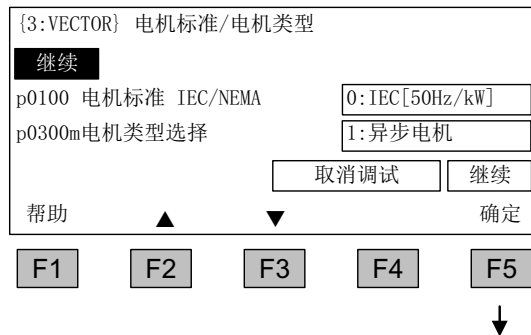 {3:VECTOR} 电机标准/电机类型
继续
p0100 电机标准 IEC/NEMA 0:IEC[50Hz/kW]
p0300m电机类型选择 1:异步电机
取消调试 继续
帮助 ▲ ▼ 确定
F1 F2 F3 F4 F5